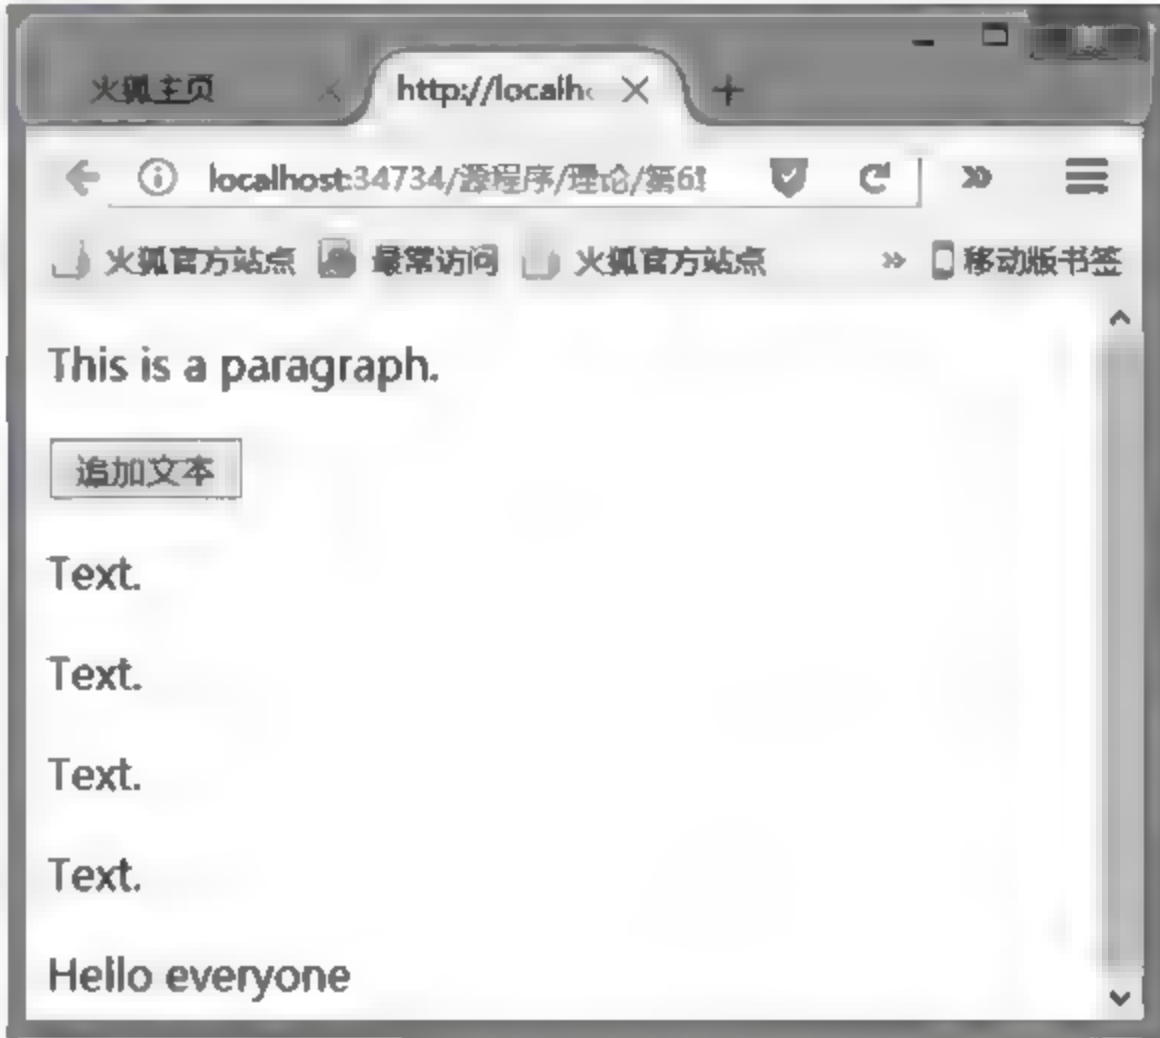 火狐主页 http://localh
localhost:34734/源程序/理论/第6
火狐官方站点 最常访问 火狐官方站点 移动版书签
This is a paragraph.
追加文本
Text.
Text.
Text.
Text.
Hello everyone